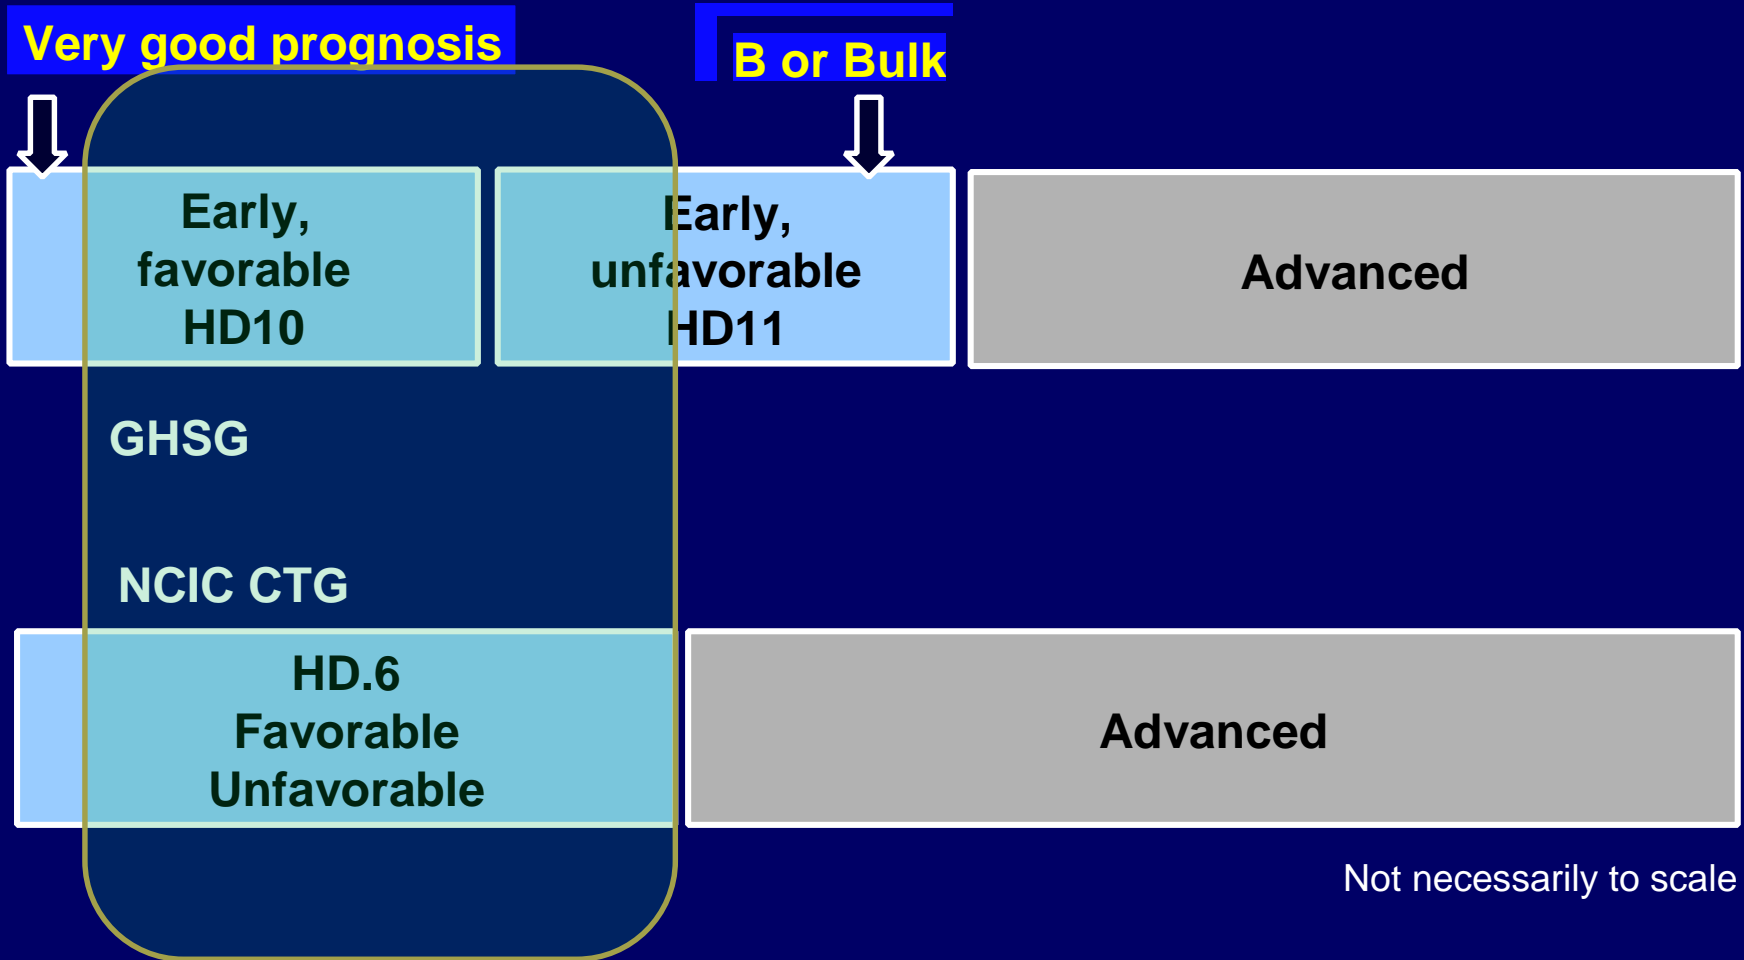 Very good prognosis
B or Bulk
Early,
favorable
HD10
Early,
unfavorable
HD11
Advanced
GHSG
NCIC CTG
HD.6
Favorable
Unfavorable
Advanced
Not necessarily to scale